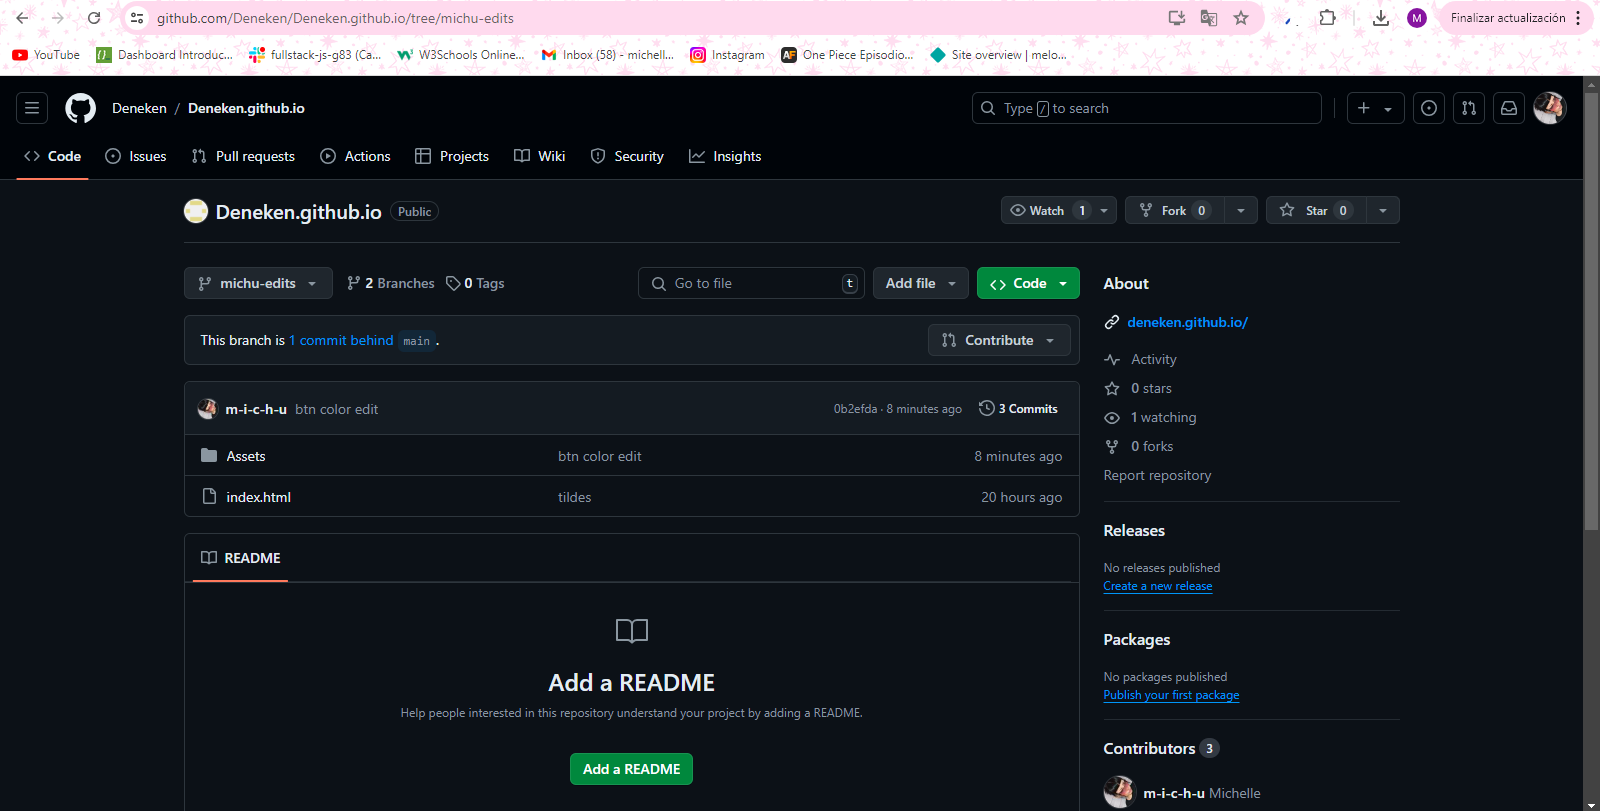 github.com/Deneken/Deneken.github.io/tree/michu-edits
M
Finalizar actualización
YouTube
Dashboard Introduc...
fullstack-js-g83 (Ca...
W3Schools Online...
Inbox (58) - michell...
Instagram
AF
One Piece Episodio...
Site overview | melo...
Deneken / Deneken.github.io
Type / to search
Code
Issues
Pull requests
Actions
Projects
Wiki
Security
Insights
Deneken.github.io
Public
Watch 1
Fork 0
Star 0
michu-edits
2 Branches
0 Tags
Go to file
t
Add file
Code
This branch is 1 commit behind main .
Contribute
m-i-c-h-u btn color edit
0b2efda · 8 minutes ago
3 Commits
Assets
btn color edit
8 minutes ago
index.html
tildes
20 hours ago
README
Add a README
Help people interested in this repository understand your project by adding a README.
Add a README
About
deneken.github.io/
Activity
0 stars
1 watching
0 forks
Report repository
Releases
No releases published
Create a new release
Packages
No packages published
Publish your first package
Contributors 3
m-i-c-h-u Michelle